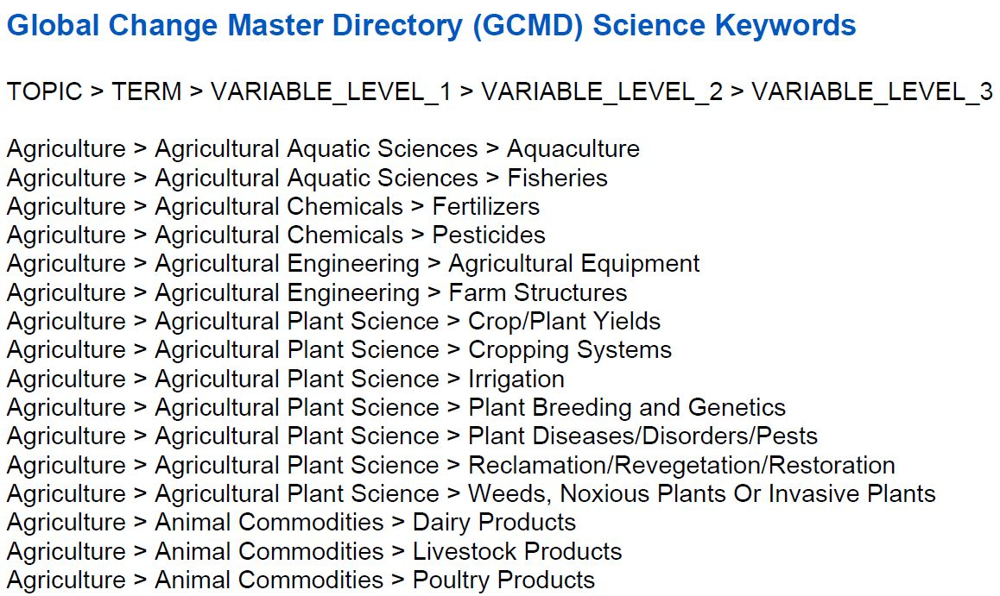 Global Change Master Directory (GCMD) Science Keywords
TOPIC > TERM > VARIABLE_LEVEL_1 > VARIABLE_LEVEL_2 > VARIABLE_LEVEL_3
Agriculture > Agricultural Aquatic Sciences > Aquaculture
Agriculture > Agricultural Aquatic Sciences > Fisheries
Agriculture > Agricultural Chemicals > Fertilizers
Agriculture > Agricultural Chemicals > Pesticides
Agriculture > Agricultural Engineering > Agricultural Equipment
Agriculture > Agricultural Engineering > Farm Structures
Agriculture > Agricultural Plant Science > Crop/Plant Yields
Agriculture > Agricultural Plant Science > Cropping Systems
Agriculture > Agricultural Plant Science > Irrigation
Agriculture > Agricultural Plant Science > Plant Breeding and Genetics
Agriculture > Agricultural Plant Science > Plant Diseases/Disorders/Pests
Agriculture > Agricultural Plant Science > Reclamation/Revegetation/Restoration
Agriculture > Agricultural Plant Science > Weeds, Noxious Plants Or Invasive Plants
Agriculture > Animal Commodities > Dairy Products
Agriculture > Animal Commodities > Livestock Products
Agriculture > Animal Commodities > Poultry Products